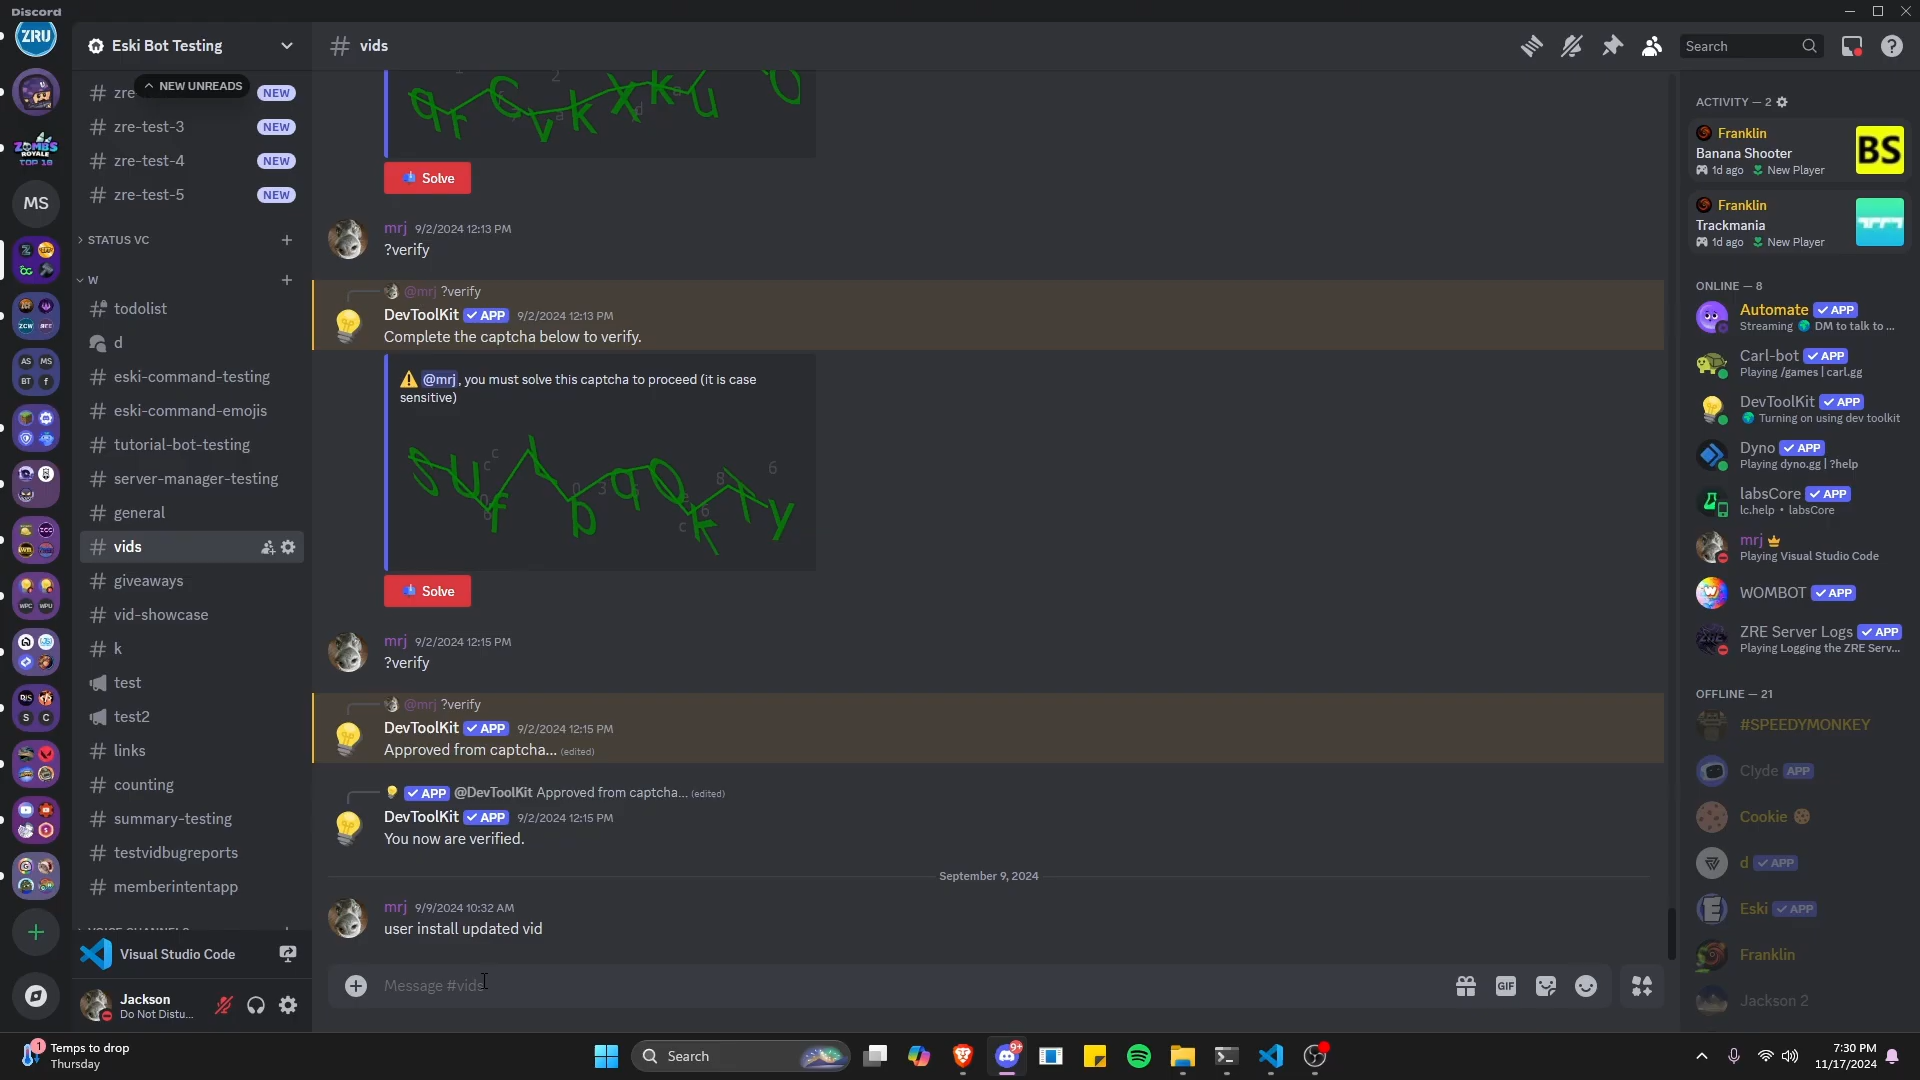 Discord
ZRU
Eski Bot Testing
# vids
Search
NEW UNREADS
# zre
NEW
# zre-test-3
NEW
# zre-test-4
NEW
# zre-test-5
NEW
STATUS VC
W
todolist
d
eski-command-testing
eski-command-emojis
tutorial-bot-testing
server-manager-testing
general
vids
giveaways
vid-showcase
k
test
test2
links
counting
summary-testing
testvidbugreports
memberintentapp
ZOMBS
ROYALE
TOP 10
MS
Visual Studio Code
Jackson
Do Not Distu...
Solve
mrj 9/2/2024 12:13 PM
?verify
@mrj ?verify
DevToolKit ✓ APP 9/2/2024 12:13 PM
Complete the captcha below to verify.
⚠ @mrj, you must solve this captcha to proceed (it is case
sensitive)
Solve
mrj 9/2/2024 12:15 PM
?verify
@mrj ?verify
DevToolKit ✓ APP 9/2/2024 12:15 PM
Approved from captcha... (edited)
✓ APP @DevToolKit Approved from captcha... (edited)
DevToolKit ✓ APP 9/2/2024 12:15 PM
You now are verified.
September 9, 2024
mrj 9/9/2024 10:32 AM
user install updated vid
Message #vids
GIF
ACTIVITY — 2
Franklin
Banana Shooter
1d ago New Player
BS
Franklin
Trackmania
1d ago New Player
ONLINE — 8
Automate ✓ APP
Streaming DM to talk to ...
Carl-bot ✓ APP
Playing /games | carl.gg
DevToolKit ✓ APP
Turning on using dev toolkit
Dyno ✓ APP
Playing dyno.gg | ?help
labsCore ✓ APP
lc.help • labsCore
mrj
Playing Visual Studio Code
WOMBOT ✓ APP
ZRE Server Logs ✓ APP
Playing Logging the ZRE Serv...
OFFLINE — 21
#SPEEDYMONKEY
Clyde APP
Cookie
d ✓ APP
Eski ✓ APP
Franklin
Jackson 2
1
Temps to drop
Thursday
Search
9+
7:30 PM
11/17/2024